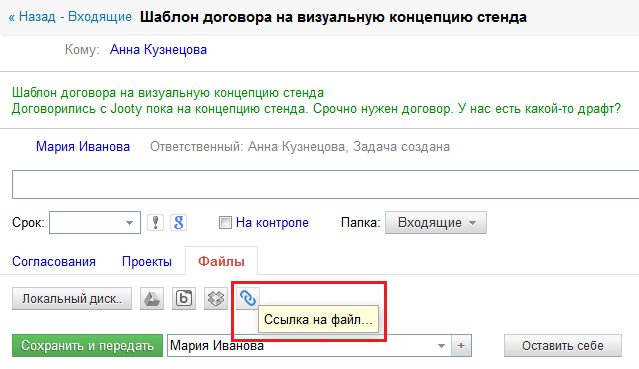 « Назад - Входящие Шаблон договора на визуальную концепцию стенда
Кому: Анна Кузнецова
Шаблон договора на визуальную концепцию стенда
Договорились с Jooty пока на концепцию стенда. Срочно нужен договор. У нас есть какой-то драфт?
Мария Иванова Ответственный: Анна Кузнецова, Задача создана
Срок: ! 8 На контроле Папка: Входящие
Согласования Проекты Файлы
Локальный диск.. b
Ссылка на файл...
Сохранить и передать Мария Иванова + Оставить себе